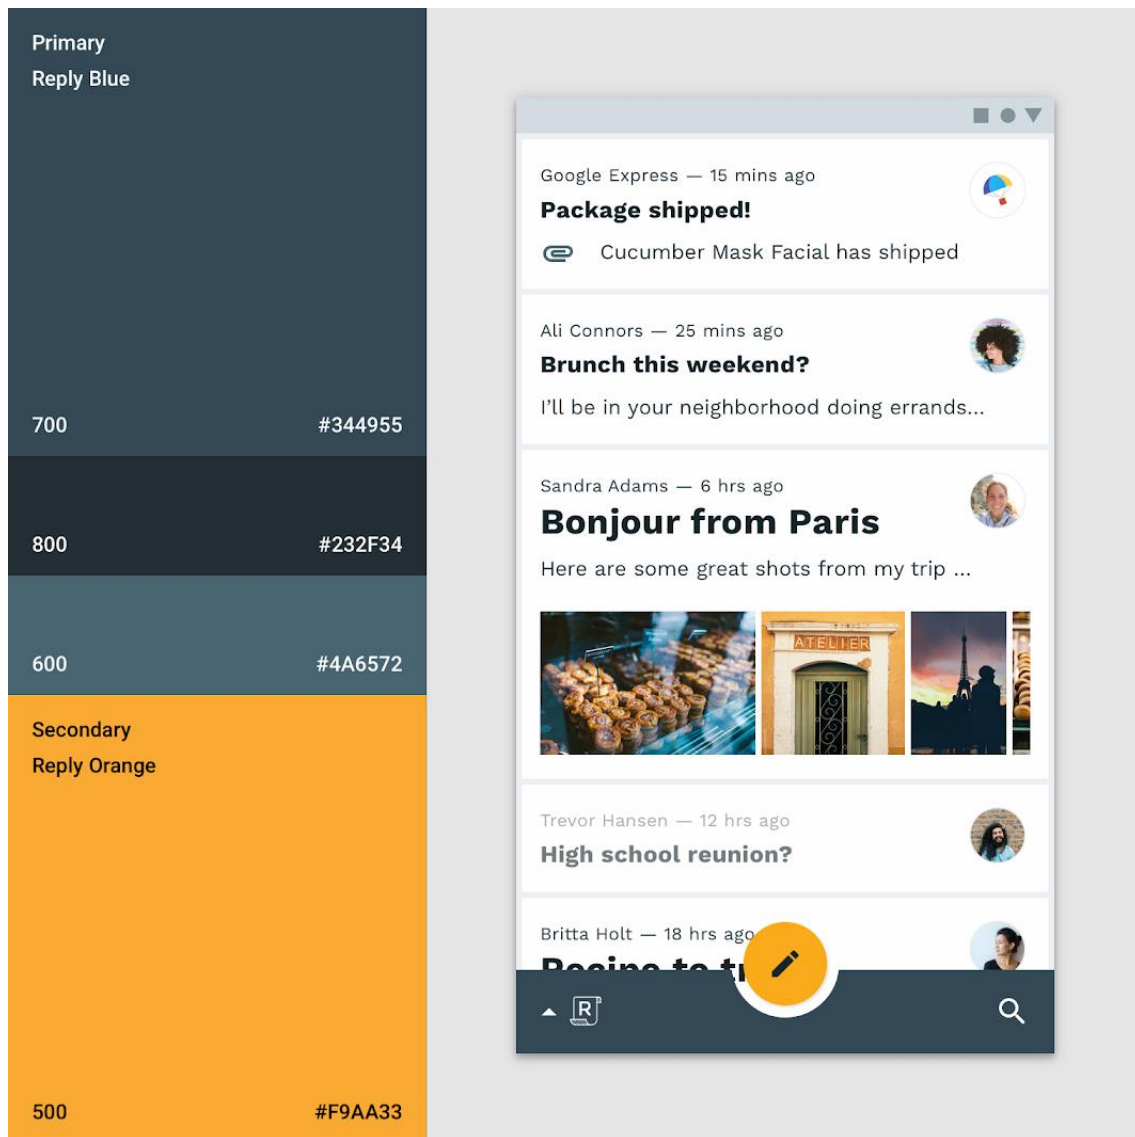 Primary
Reply Blue
700 #344955
800 #232F34
600 #4A6572
Secondary
Reply Orange
500 #F9AA33
Google Express — 15 mins ago
Package shipped!
Cucumber Mask Facial has shipped
Ali Connors — 25 mins ago
Brunch this weekend?
I’ll be in your neighborhood doing errands...
Sandra Adams — 6 hrs ago
Bonjour from Paris
Here are some great shots from my trip ...
ATELIER
Trevor Hansen — 12 hrs ago
High school reunion?
Britta Holt — 18 hrs ago
Recipe to
R